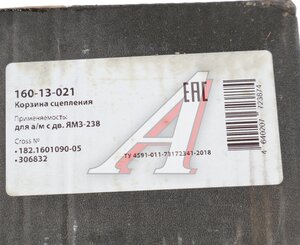 160-13-021
Корзина сцепления
Применяемость:
для а/м с дв. ЯМЗ-238
Cross №
•182.1601090-05
•306832
ТУ 4591-011-73172341-2018
EAC